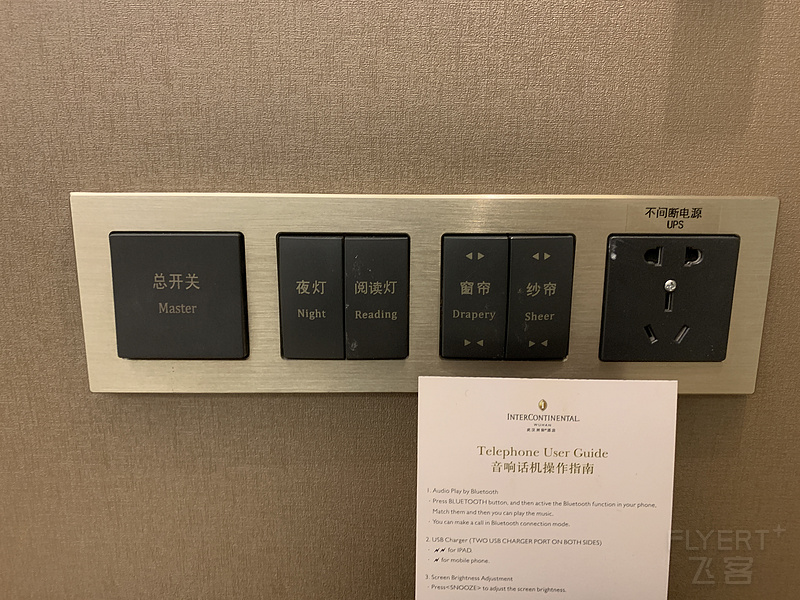 不间断电源
UPS
总开关
Master
夜灯
Night
阅读灯
Reading
窗帘
Drapery
纱帘
Sheer
INTERCONTINENTAL
WUHAN
Telephone User Guide
音响话机操作指南
1. Audio Play by Bluetooth
· Press BLUETOOTH button, and then active the Bluetooth function in your phone.
Match them and then you can play the music.
· You can make a call in Bluetooth connection mode.
2. USB Charger (TWO USB CHARGER PORT ON BOTH SIDES)
· ⚡⚡ for IPAD.
· ⚡ for mobile phone.
3. Screen Brightness Adjustment
· Press<SNOOZE> to adjust the screen brightness.
FLYERT+
飞客